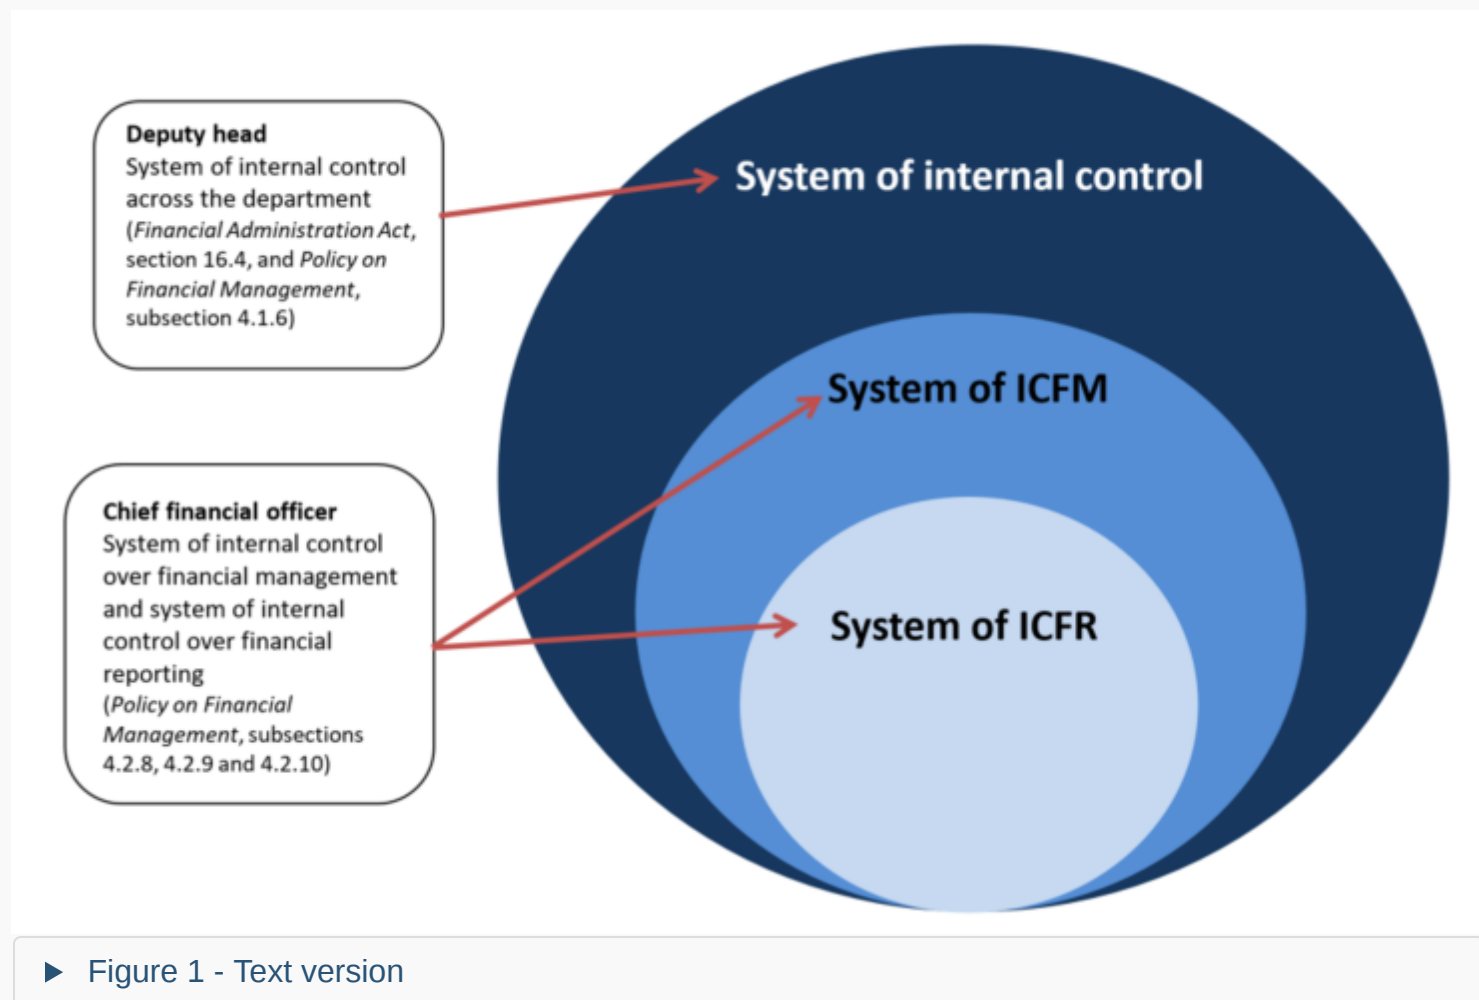 Deputy head
System of internal control
across the department
(Financial Administration Act,
section 16.4, and Policy on
Financial Management,
subsection 4.1.6)
System of internal control
System of ICFM
Chief financial officer
System of internal control
over financial management
and system of internal
control over financial
reporting
(Policy on Financial
Management, subsections
4.2.8, 4.2.9 and 4.2.10)
System of ICFR
Figure 1 - Text version